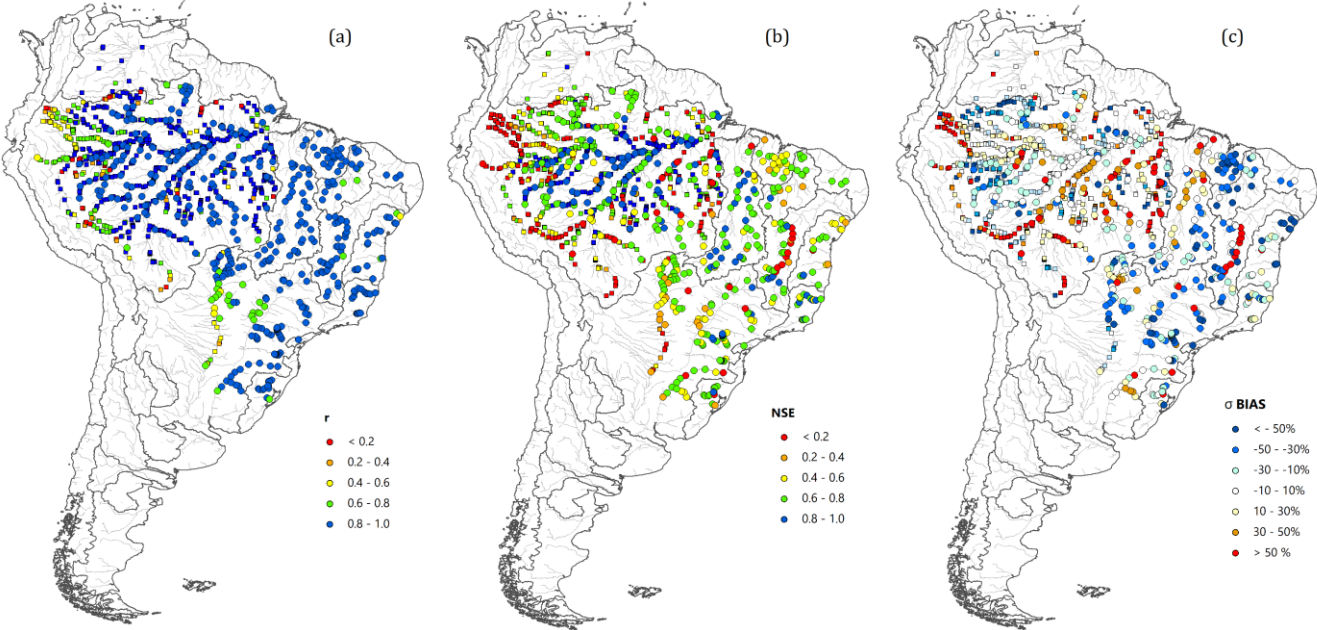 (a)
(b)
(c)
r
< 0.2
0.2 - 0.4
0.4 - 0.6
0.6 - 0.8
0.8 - 1.0
NSE
< 0.2
0.2 - 0.4
0.4 - 0.6
0.6 - 0.8
0.8 - 1.0
σ BIAS
< - 50%
-50 - -30%
-30 - -10%
-10 - 10%
10 - 30%
30 - 50%
> 50 %